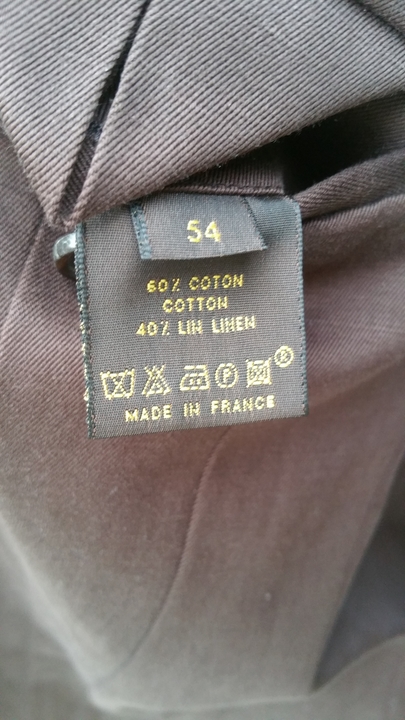 54
60% COTON
COTTON
40% LIN LINEN
P
®
MADE IN FRANCE